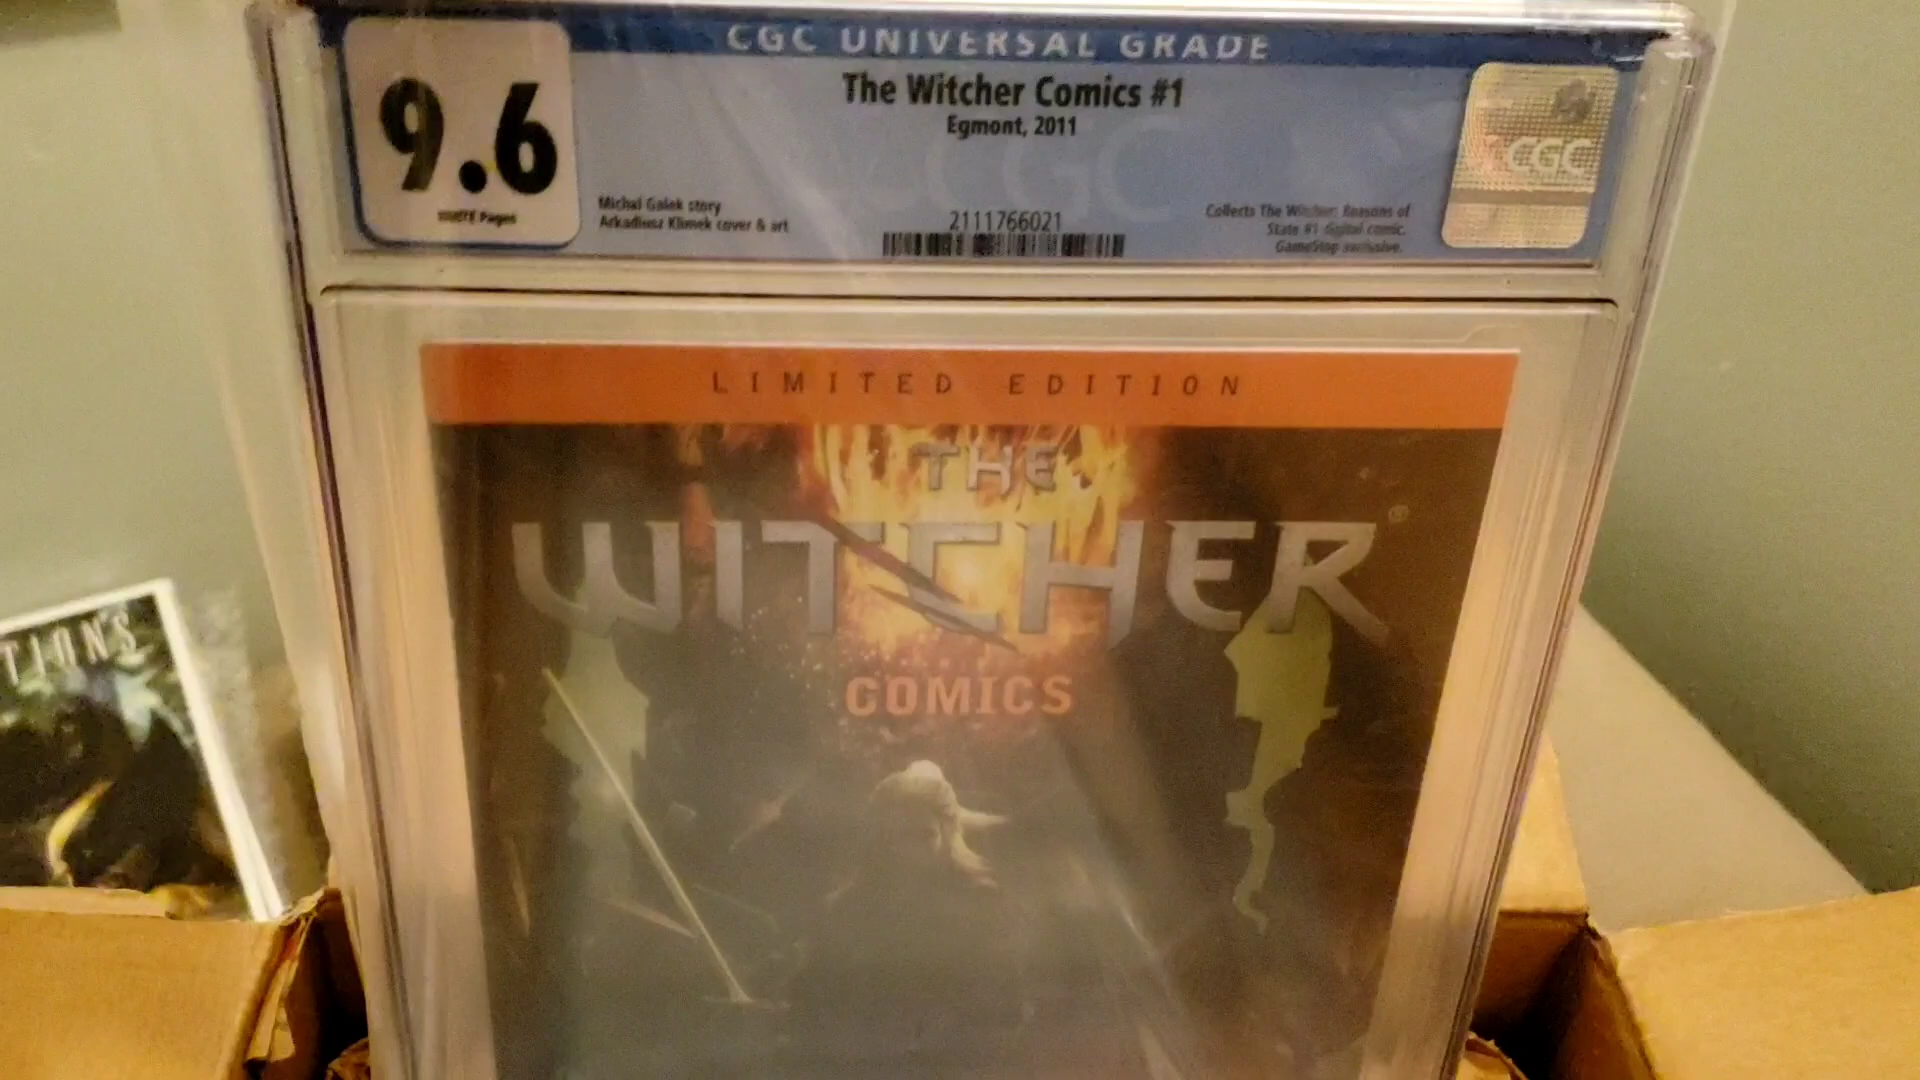 CGC UNIVERSAL GRADE
9.6
WHITE Pages
The Witcher Comics #1
Egmont, 2011
Michal Galek story
Arkadiusz Klimek cover & art
2111766021
Collects The Witcher: Reasons of
State #1 digital comic.
GameStop exclusive.
CGC
LIMITED EDITION
THE
WITCHER®
COMICS
TIONS